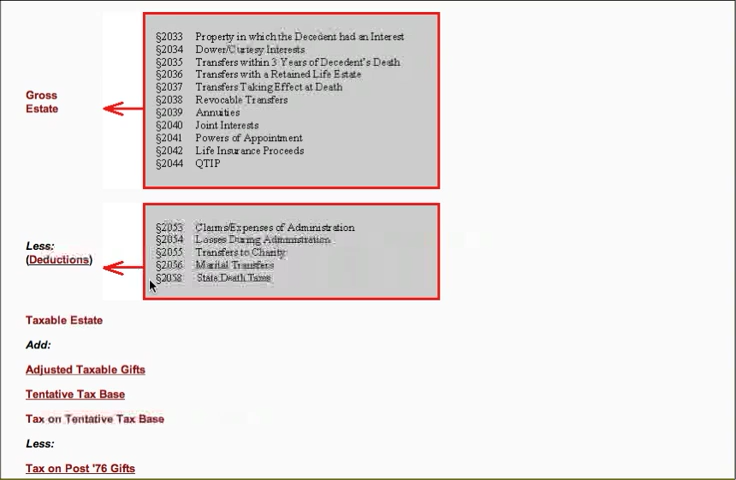 §2033 Property in which the Decedent had an Interest
§2034 Dower/Curtesy Interests
§2035 Transfers within 3 Years of Decedent's Death
§2036 Transfers with a Retained Life Estate
§2037 Transfers Taking Effect at Death
§2038 Revocable Transfers
§2039 Annuities
§2040 Joint Interests
§2041 Powers of Appointment
§2042 Life Insurance Proceeds
§2044 QTIP
Gross
Estate
§2053 Claims/Expenses of Administration
§2054 Losses During Administration
§2055 Transfers to Charity
§2056 Marital Transfers
§2058 State Death Taxes
Less:
(Deductions)
Taxable Estate
Add:
Adjusted Taxable Gifts
Tentative Tax Base
Tax on Tentative Tax Base
Less:
Tax on Post '76 Gifts